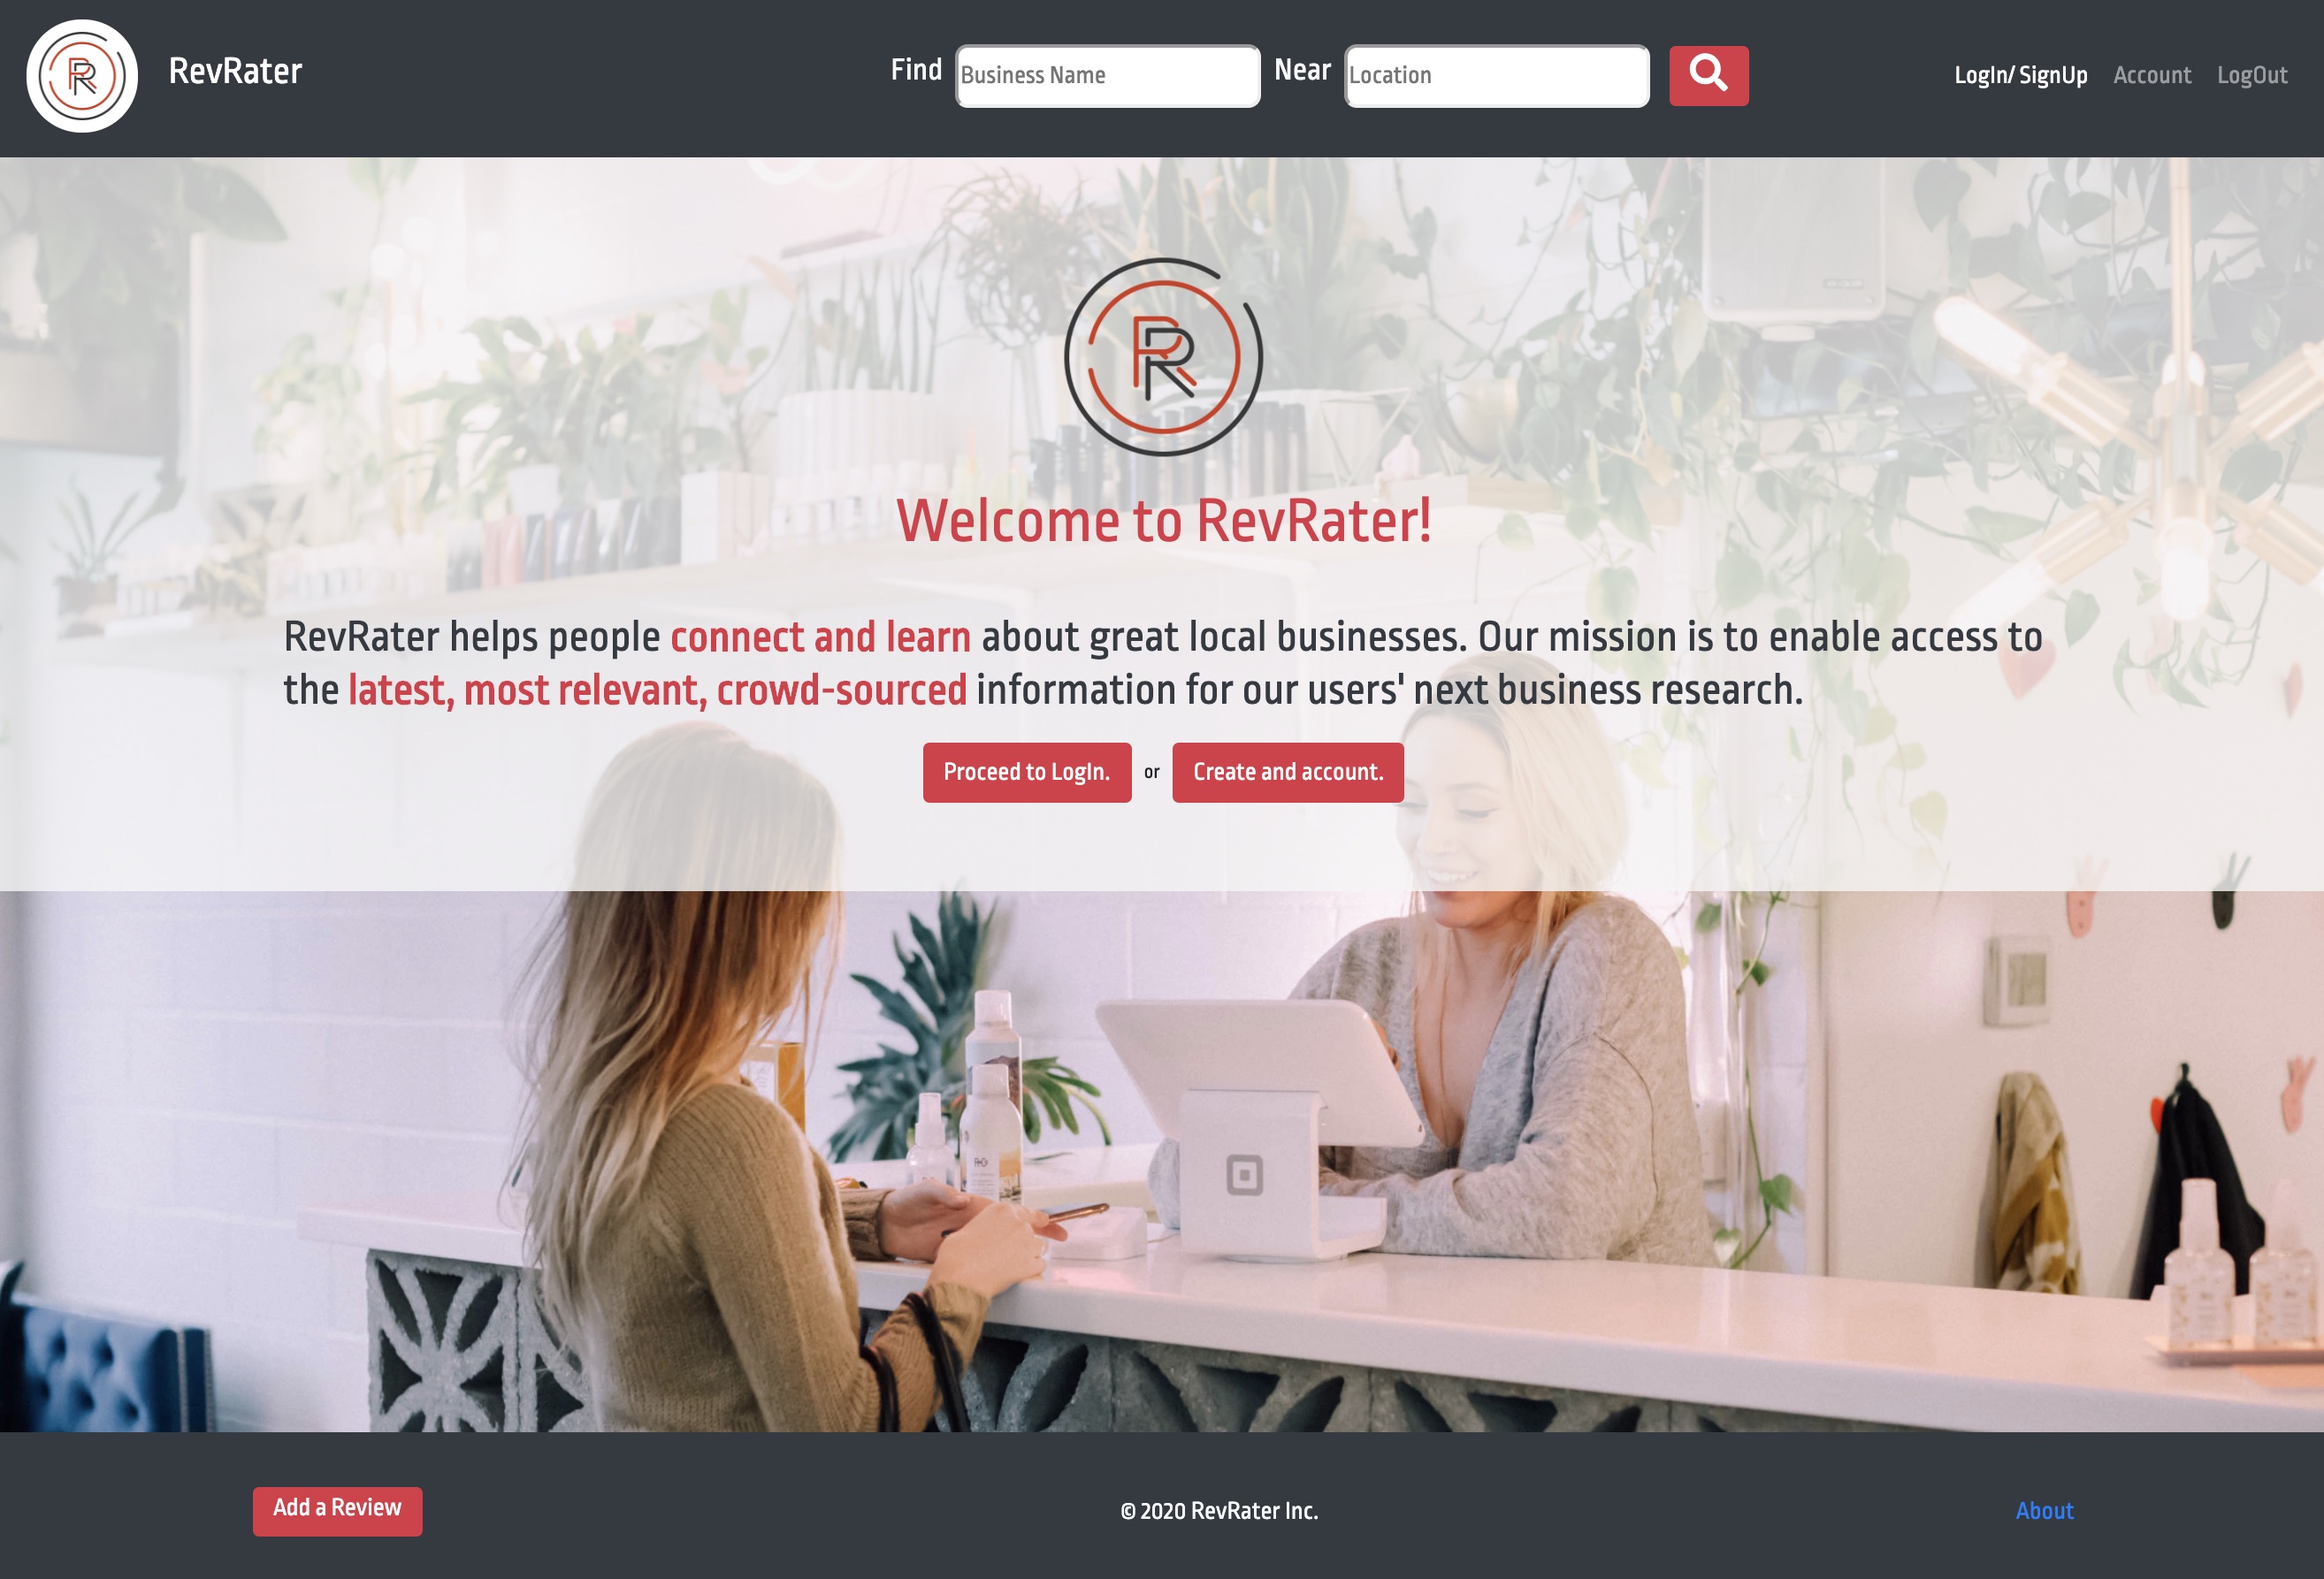 RevRater
Find Business Name Near Location
LogIn/ SignUp Account LogOut
Welcome to RevRater!
RevRater helps people connect and learn about great local businesses. Our mission is to enable access to
the latest, most relevant, crowd-sourced information for our users' next business research.
Proceed to LogIn. or Create and account.
Add a Review
© 2020 RevRater Inc.
About